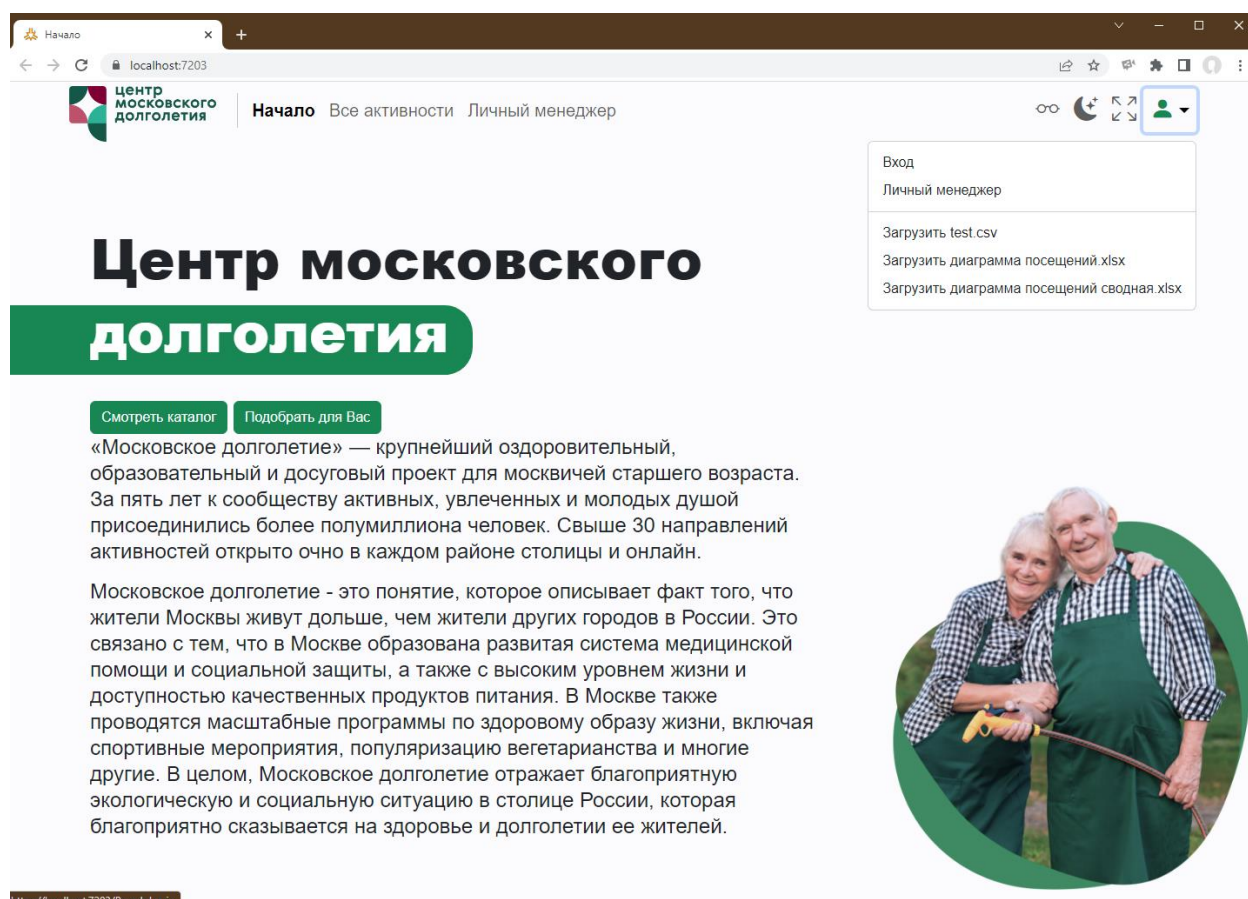 Начало
localhost:7203
центр
московского
долголетия
Начало Все активности Личный менеджер
Вход
Личный менеджер
Загрузить test.csv
Загрузить диаграмма посещений.xlsx
Загрузить диаграмма посещений сводная.xlsx
Центр московского
долголетия
Смотреть каталог Подобрать для Вас
«Московское долголетие» — крупнейший оздоровительный,
образовательный и досуговый проект для москвичей старшего возраста.
За пять лет к сообществу активных, увлеченных и молодых душой
присоединились более полумиллиона человек. Свыше 30 направлений
активностей открыто очно в каждом районе столицы и онлайн.
Московское долголетие - это понятие, которое описывает факт того, что
жители Москвы живут дольше, чем жители других городов в России. Это
связано с тем, что в Москве образована развитая система медицинской
помощи и социальной защиты, а также с высоким уровнем жизни и
доступностью качественных продуктов питания. В Москве также
проводятся масштабные программы по здоровому образу жизни, включая
спортивные мероприятия, популяризацию вегетарианства и многие
другие. В целом, Московское долголетие отражает благоприятную
экологическую и социальную ситуацию в столице России, которая
благоприятно сказывается на здоровье и долголетии ее жителей.